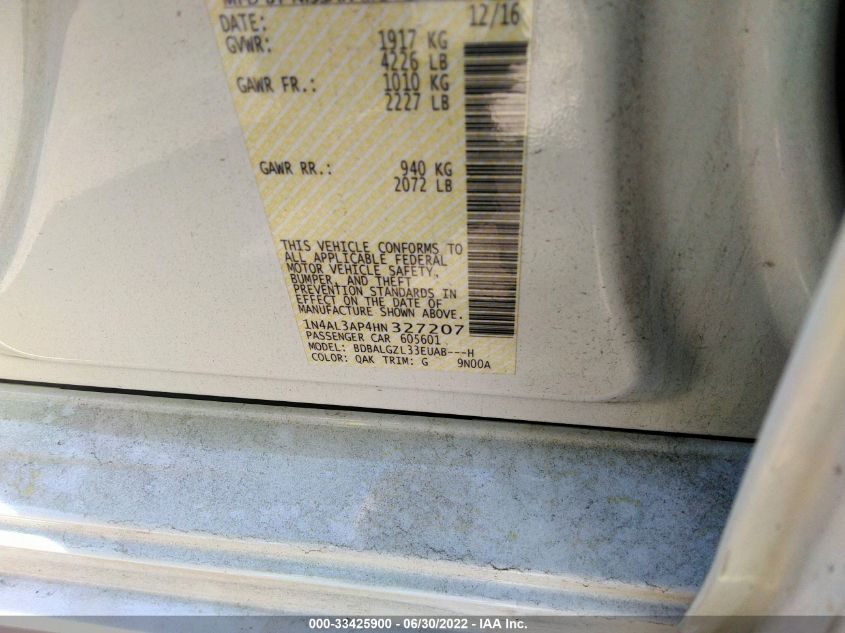 DATE: 12/16
GVWR: 1917 KG
4226 LB
GAWR FR.: 1010 KG
2227 LB
GAWR RR.: 940 KG
2072 LB
THIS VEHICLE CONFORMS TO
ALL APPLICABLE FEDERAL
MOTOR VEHICLE SAFETY,
BUMPER, AND THEFT
PREVENTION STANDARDS IN
EFFECT ON THE DATE OF
MANUFACTURE SHOWN ABOVE.
1N4AL3AP4HN327207
PASSENGER CAR 605601
MODEL: BDBALGZL33EUAB---H
COLOR: QAK TRIM: G 9N00A
000-33425900 - 06/30/2022 - IAA Inc.